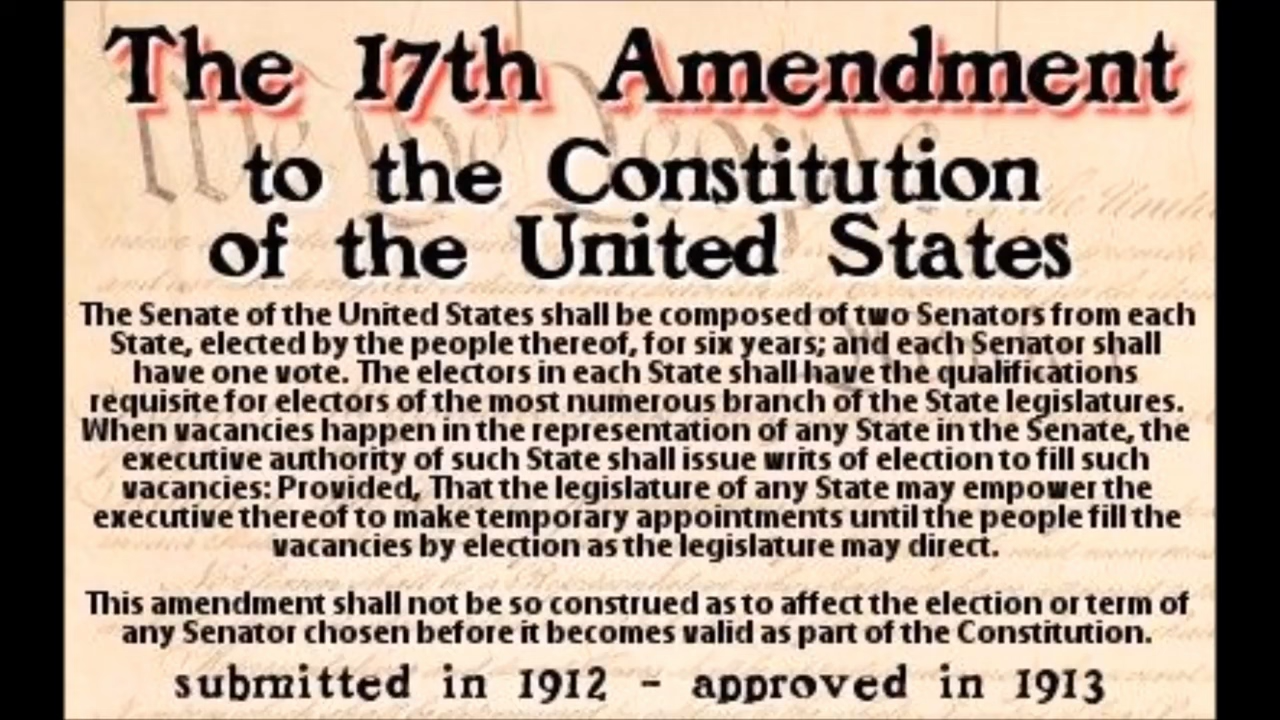 The 17th Amendment
to the Constitution
of the United States
The Senate of the United States shall be composed of two Senators from each
State, elected by the people thereof, for six years; and each Senator shall
have one vote. The electors in each State shall have the qualifications
requisite for electors of the most numerous branch of the State legislatures.
When vacancies happen in the representation of any State in the Senate, the
executive authority of such State shall issue writs of election to fill such
vacancies: Provided, That the legislature of any State may empower the
executive thereof to make temporary appointments until the people fill the
vacancies by election as the legislature may direct.
This amendment shall not be so construed as to affect the election or term of
any Senator chosen before it becomes valid as part of the Constitution.
submitted in 1912 - approved in 1913